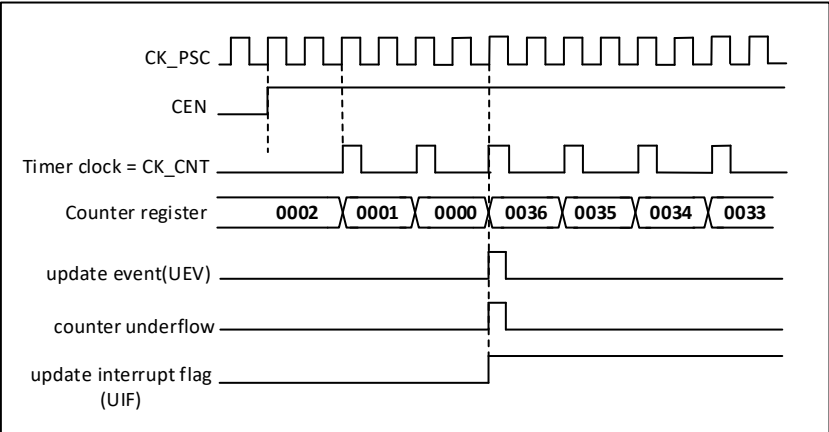 CK_PSC
CEN
Timer clock = CK_CNT
Counter register 0002 0001 0000 0036 0035 0034 0033
update event(UEV)
counter underflow
update interrupt flag
(UIF)